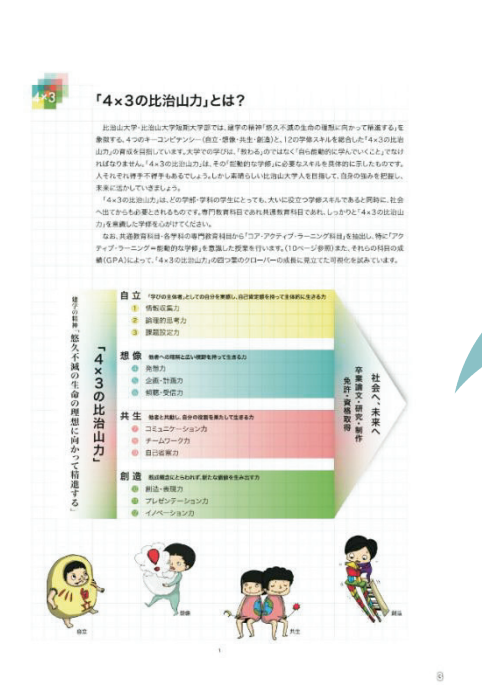 4×3
「4×3の比治山力」とは？
比治山大学・比治山大学短期大学部では、建学の精神「悠久不滅の生命の理想に向かって精進する」を
象徴する、4つのキーコンピテンシー（自立・想像・共生・創造）と、12の学修スキルを総合した「4×3の比治
山力」の育成を目指しています。大学での学びは、「教わる」のではなく「自ら能動的に学んでいくこと」でなけ
ればなりません。「4×3の比治山力」は、その「能動的な学修」に必要なスキルを具体的に示したものです。
人それぞれ得手不得手もあるでしょう。しかし素晴らしい比治山大学人を目指して、自身の強みを把握し、
未来に活かしていきましょう。
「4×3の比治山力」は、どの学部・学科の学生にとっても、大いに役立つ学修スキルであると同時に、社会
へ出てからも必要とされるものです。専門教育科目であれ共通教育科目であれ、しっかりと「4×3の比治山
力」を意識した学修を心がけてください。
なお、共通教育科目・各学科の専門教育科目から「コア・アクティブ・ラーニング科目」を抽出し、特に「アク
ティブ・ラーニング＝能動的な学修」を意識した授業を行います。（10ページ参照）また、それらの科目の成
績（GPA）によって、「4×3の比治山力」の四つ葉のクローバーの成長に見立てた可視化を試みています。
建学の精神「悠久不滅の生命の理想に向かって精進する」
「4×3の比治山力」
自立 「学びの主体者」としての自分を意識し、自己肯定感を持って主体的に生きる力
① 情報収集力
② 論理的思考力
③ 課題設定力
想像 他者への理解と広い視野を持って生きる力
④ 発想力
⑤ 企画・計画力
⑥ 傾聴・受信力
共生 他者と共働し、自分の役割を果たして生きる力
⑦ コミュニケーション力
⑧ チームワーク力
⑨ 自己省察力
創造 既成概念にとらわれず、新たな価値を生み出す力
⑩ 創造・表現力
⑪ プレゼンテーション力
⑫ イノベーション力
社会へ、未来へ
卒業論文・研究・制作
免許・資格取得
自立
想像
共生
創造
1